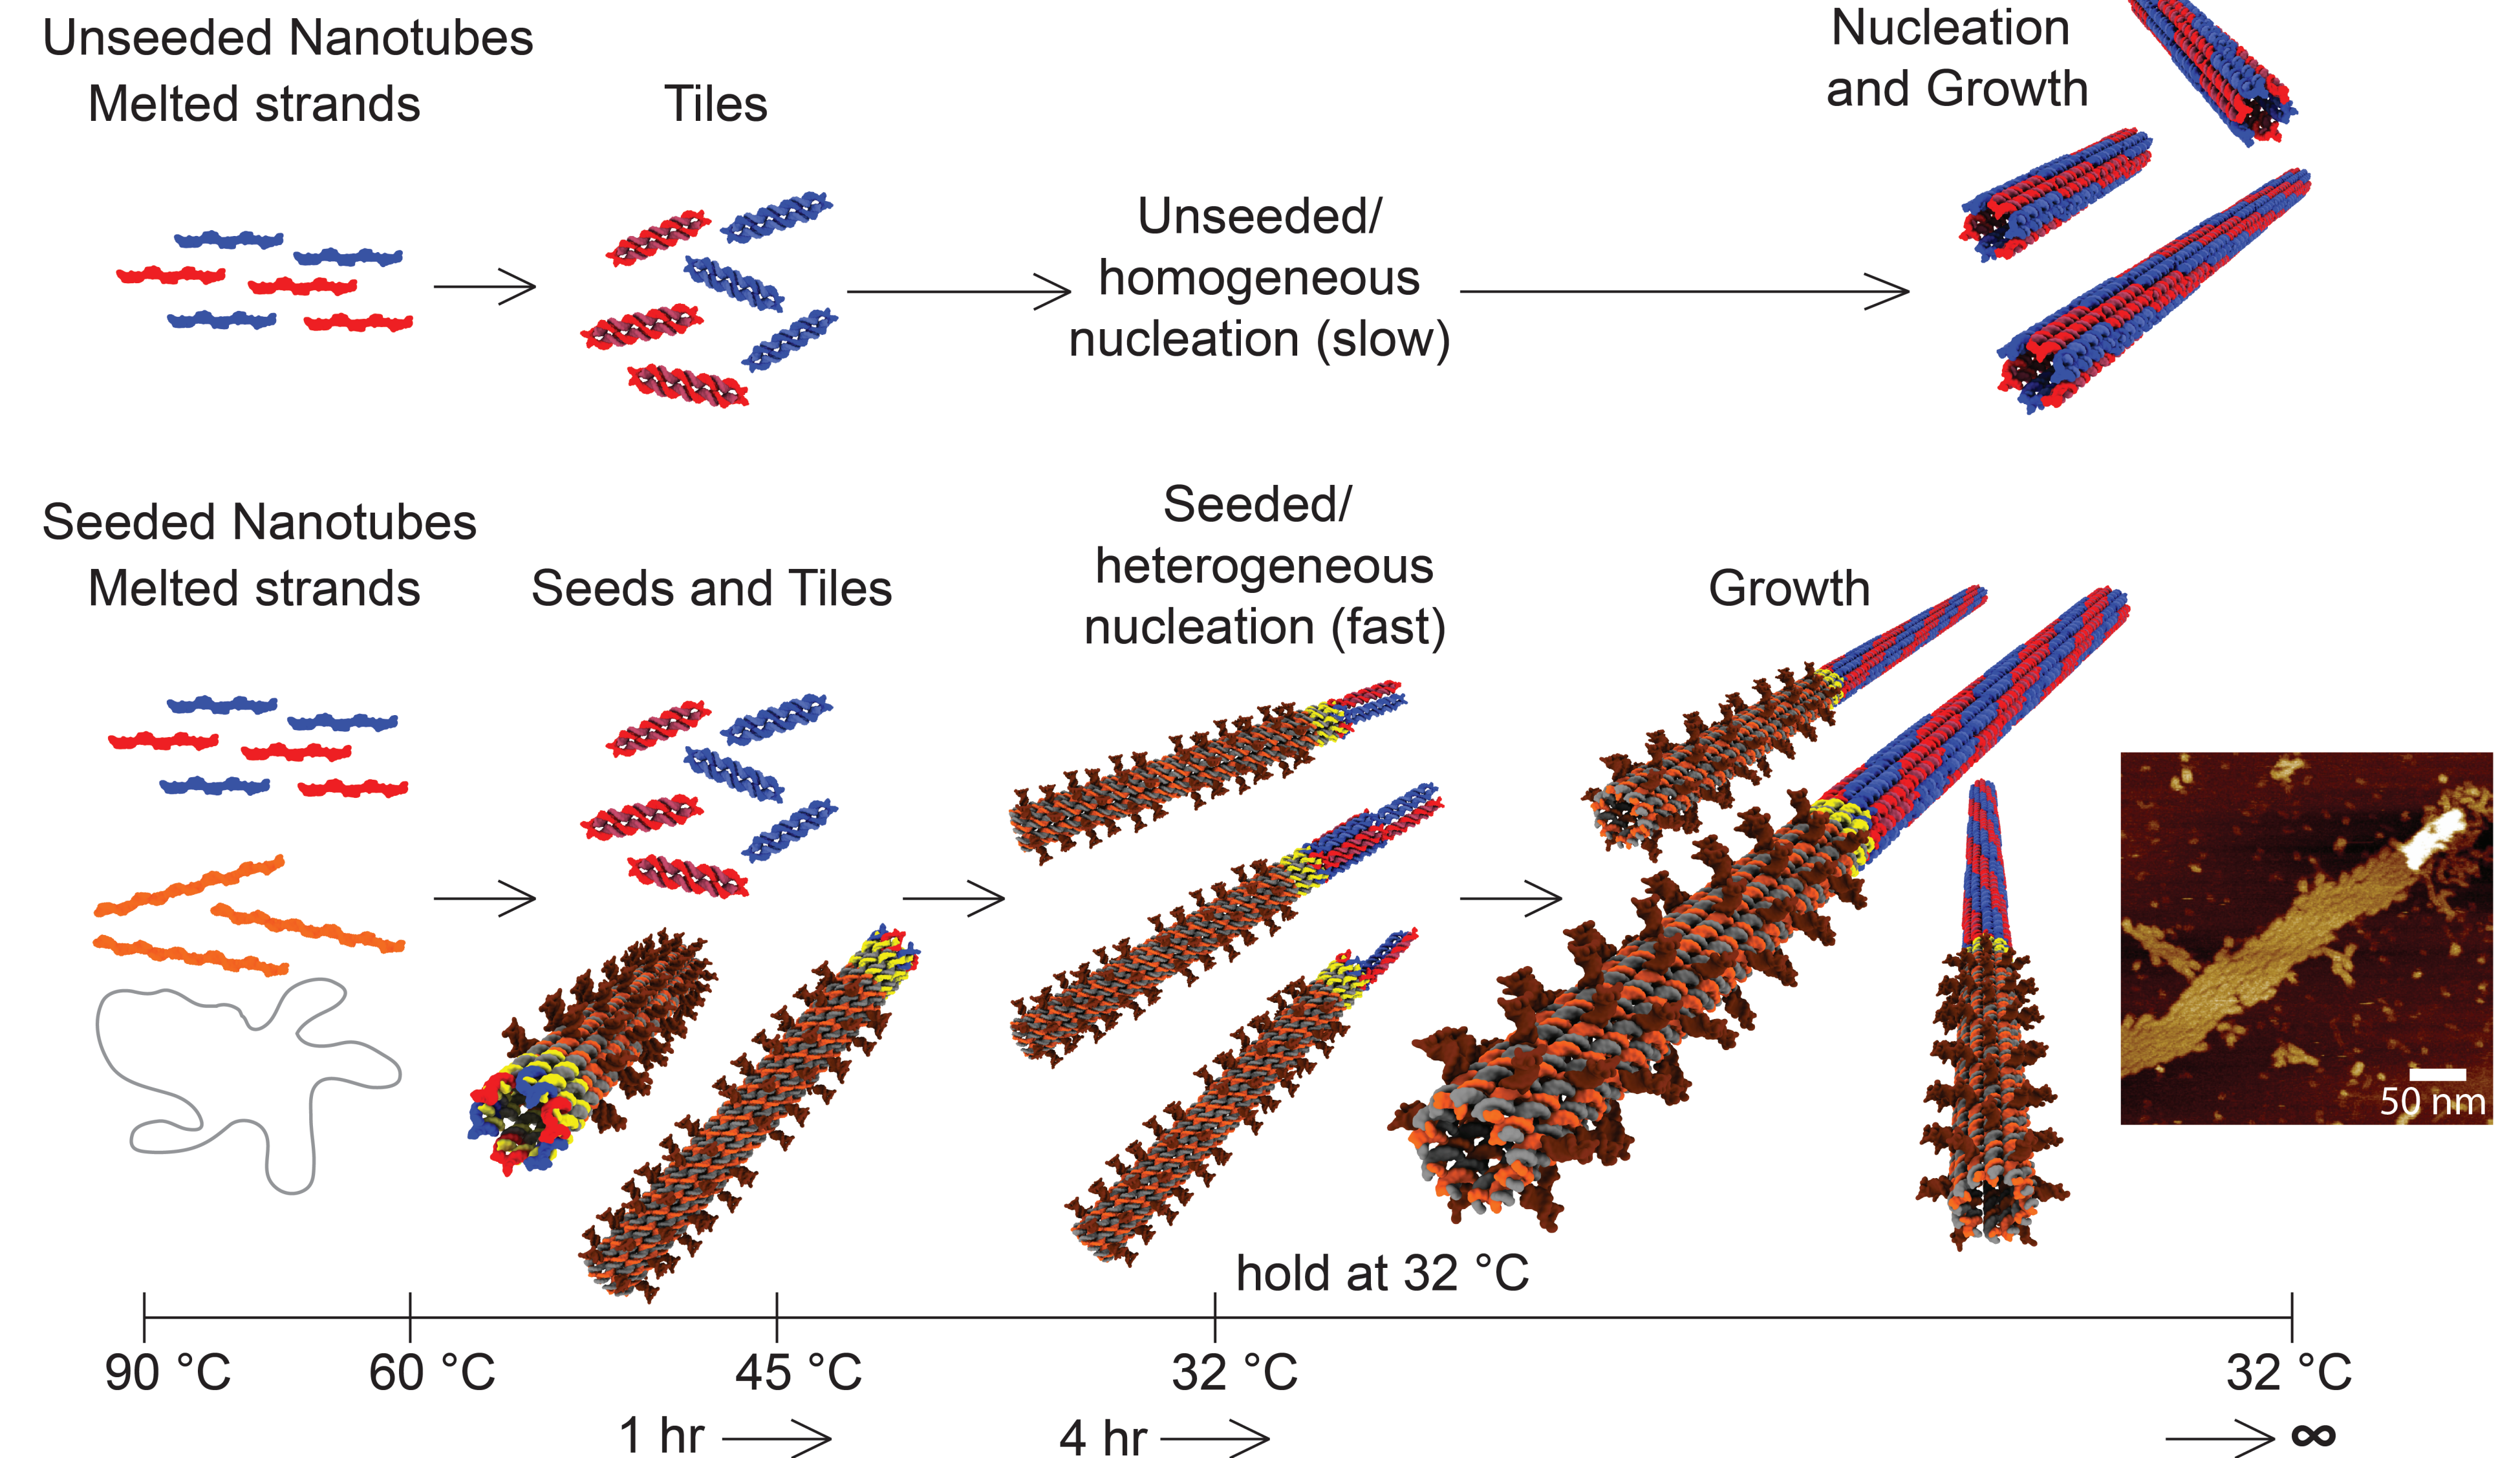 Unseeded Nanotubes
Melted strands
Tiles
Unseeded/
homogeneous
nucleation (slow)
Nucleation
and Growth
Seeded Nanotubes
Melted strands
Seeds and Tiles
Seeded/
heterogeneous
nucleation (fast)
Growth
50 nm
hold at 32 °C
90 °C
60 °C
45 °C
32 °C
32 °C
1 hr
4 hr
∞